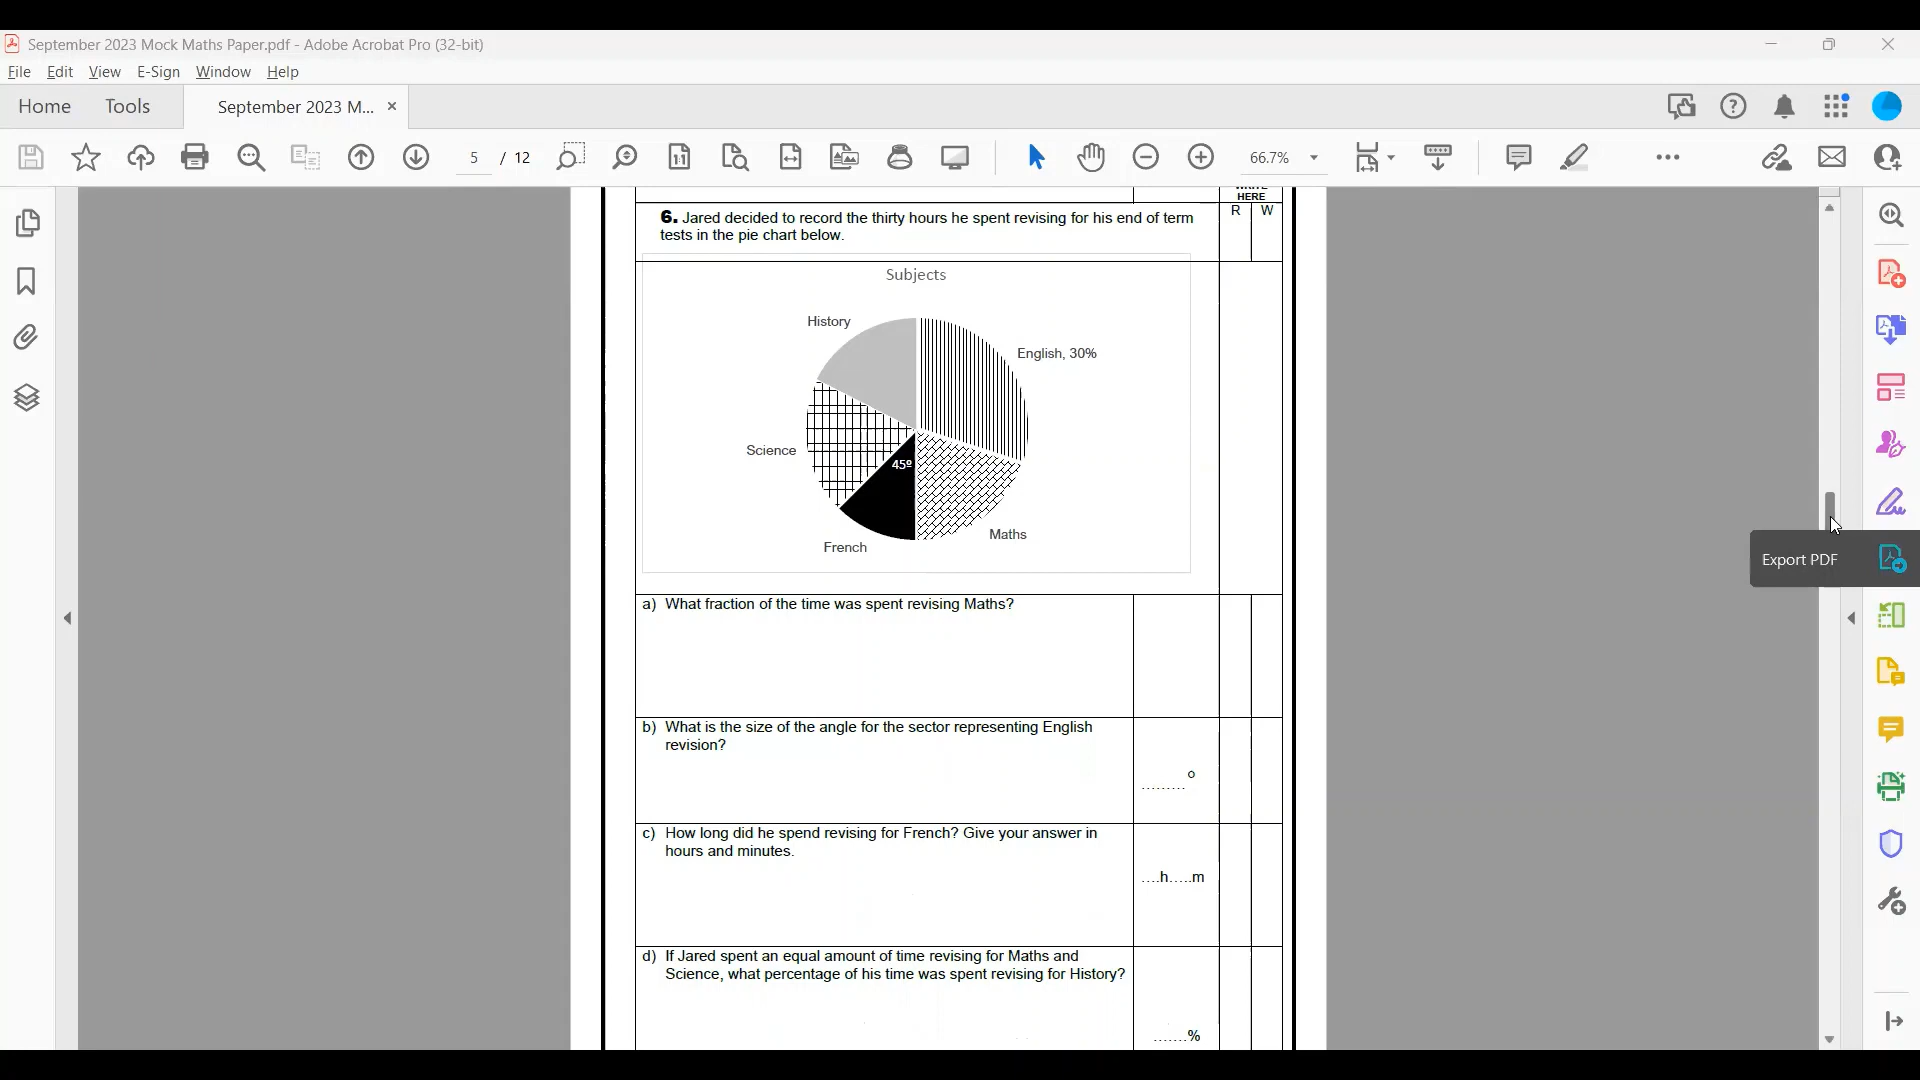 September 2023 Mock Maths Paper.pdf - Adobe Acrobat Pro (32-bit)
File Edit View E-Sign Window Help
Home Tools September 2023 M... ×
5 / 12 66.7%
HERE
6. Jared decided to record the thirty hours he spent revising for his end of term
tests in the pie chart below.
R W
Subjects
History
English, 30%
Science
45º
Maths
French
Export PDF
a) What fraction of the time was spent revising Maths?
b) What is the size of the angle for the sector representing English
revision?
......... o
c) How long did he spend revising for French? Give your answer in
hours and minutes.
....h.....m
d) If Jared spent an equal amount of time revising for Maths and
Science, what percentage of his time was spent revising for History?
.......%